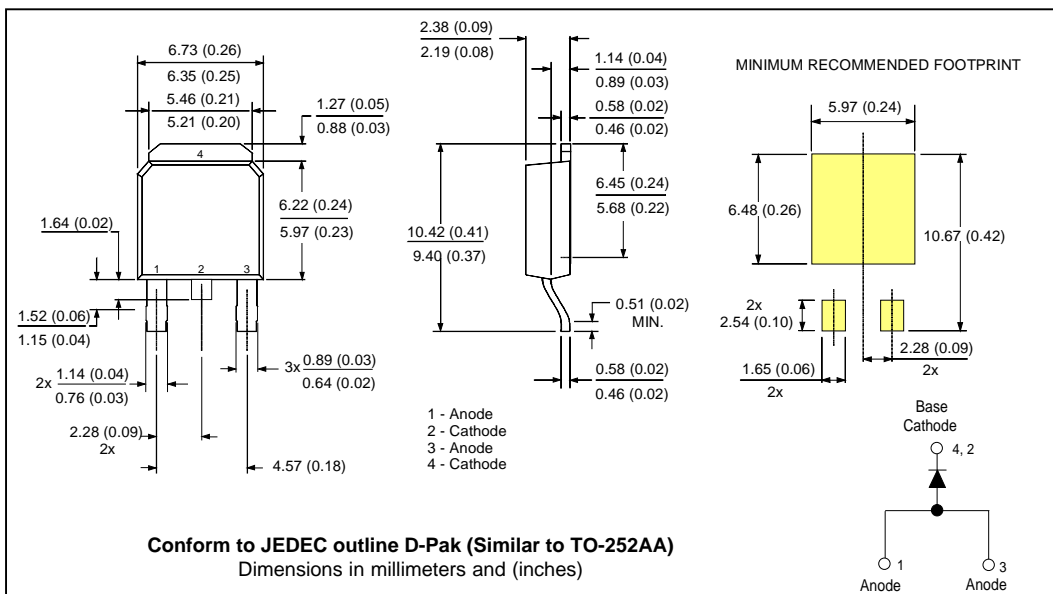 6.73 (0.26)
6.35 (0.25)
5.46 (0.21)
5.21 (0.20)
1.27 (0.05)
0.88 (0.03)
4
6.22 (0.24)
5.97 (0.23)
1.64 (0.02)
1 2 3
1.52 (0.06)
1.15 (0.04)
2x 1.14 (0.04)
0.76 (0.03)
3x 0.89 (0.03)
0.64 (0.02)
2.28 (0.09)
2x
4.57 (0.18)
2.38 (0.09)
2.19 (0.08)
1.14 (0.04)
0.89 (0.03)
0.58 (0.02)
0.46 (0.02)
6.45 (0.24)
5.68 (0.22)
10.42 (0.41)
9.40 (0.37)
0.51 (0.02)
MIN.
0.58 (0.02)
0.46 (0.02)
1 - Anode
2 - Cathode
3 - Anode
4 - Cathode
MINIMUM RECOMMENDED FOOTPRINT
5.97 (0.24)
6.48 (0.26)
10.67 (0.42)
2x
2.54 (0.10)
2.28 (0.09)
2x
1.65 (0.06)
2x
Base
Cathode
4, 2
1
Anode
3
Anode
Conform to JEDEC outline D-Pak (Similar to TO-252AA)
Dimensions in millimeters and (inches)